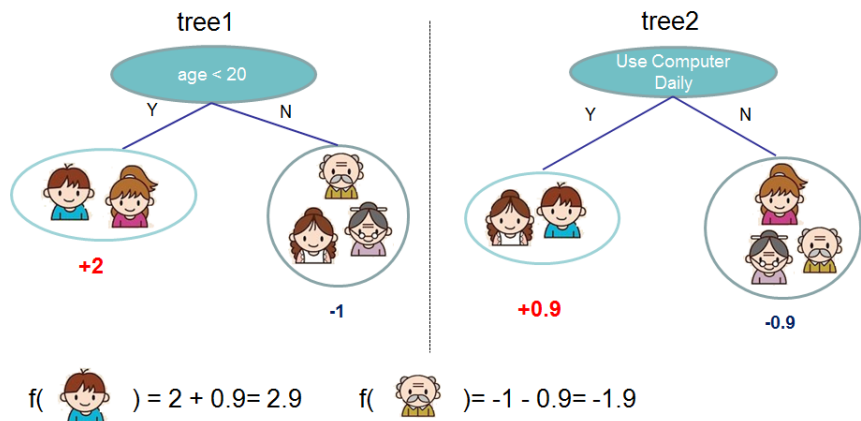 tree1
tree2
age < 20
Use Computer
Daily
Y
N
Y
N
+2
-1
+0.9
-0.9
f( ) = 2 + 0.9= 2.9
f( )= -1 - 0.9= -1.9